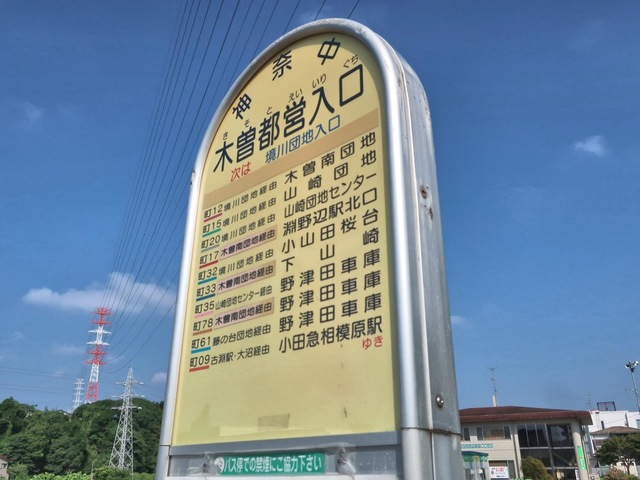 神奈中
きそとえいいりぐち
木曽都営入口
次は 境川団地入口
町12 境川団地経由 木曽南団地
町15 境川団地経由 山崎団地
町20 境川団地経由 山崎団地センター
町17 木曽南団地経由 淵野辺駅北口
町32 境川団地経由 小山田桜台
町33 木曽南団地経由 下山崎
町35 山崎団地センター経由 野津田車庫
町78 木曽南団地経由 野津田車庫
町61 藤の台団地経由 野津田車庫
町09 古淵駅・大沼経由 小田急相模原駅
ゆき
バス停での禁煙にご協力下さい